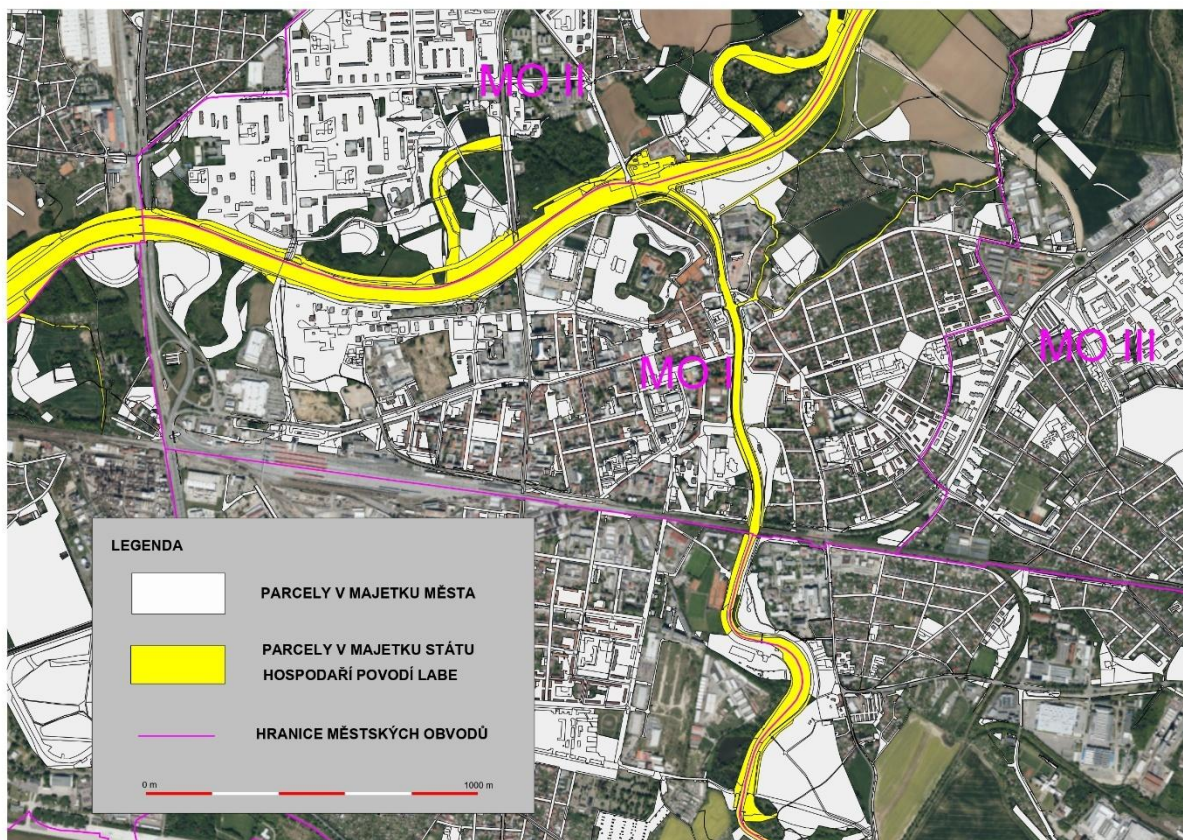 MO II
MO I
MO III
LEGENDA
PARCELY V MAJETKU MĚSTA
PARCELY V MAJETKU STÁTU
HOSPODAŘÍ POVODÍ LABE
HRANICE MĚSTSKÝCH OBVODŮ
0 m 1000 m